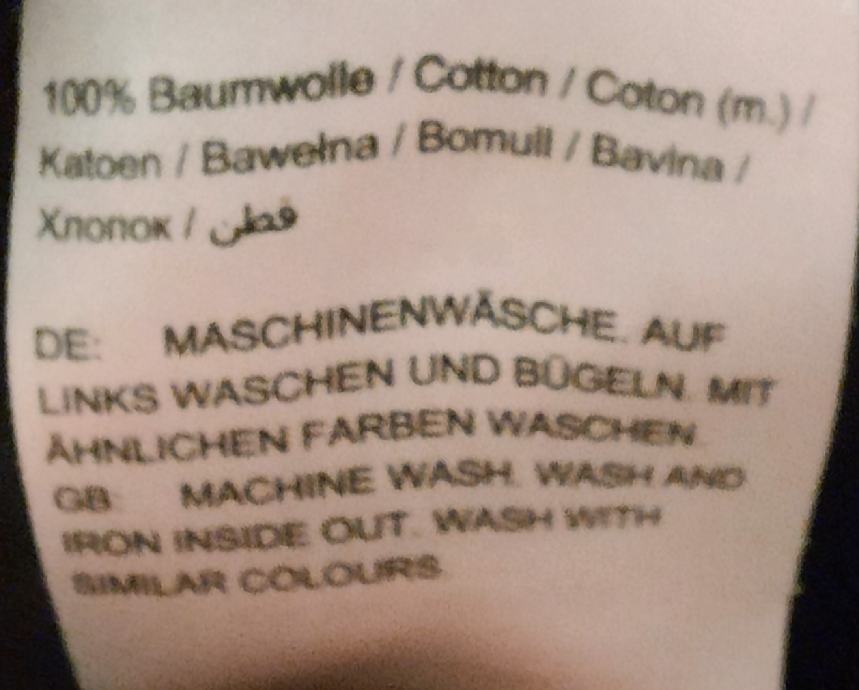 100% Baumwolle / Cotton / Coton (m.) /
Katoen / Bawełna / Bomull / Bavlna /
Хлопок / قطن
DE: MASCHINENWÄSCHE. AUF
LINKS WASCHEN UND BÜGELN. MIT
ÄHNLICHEN FARBEN WASCHEN
GB: MACHINE WASH. WASH AND
IRON INSIDE OUT. WASH WITH
SIMILAR COLOURS